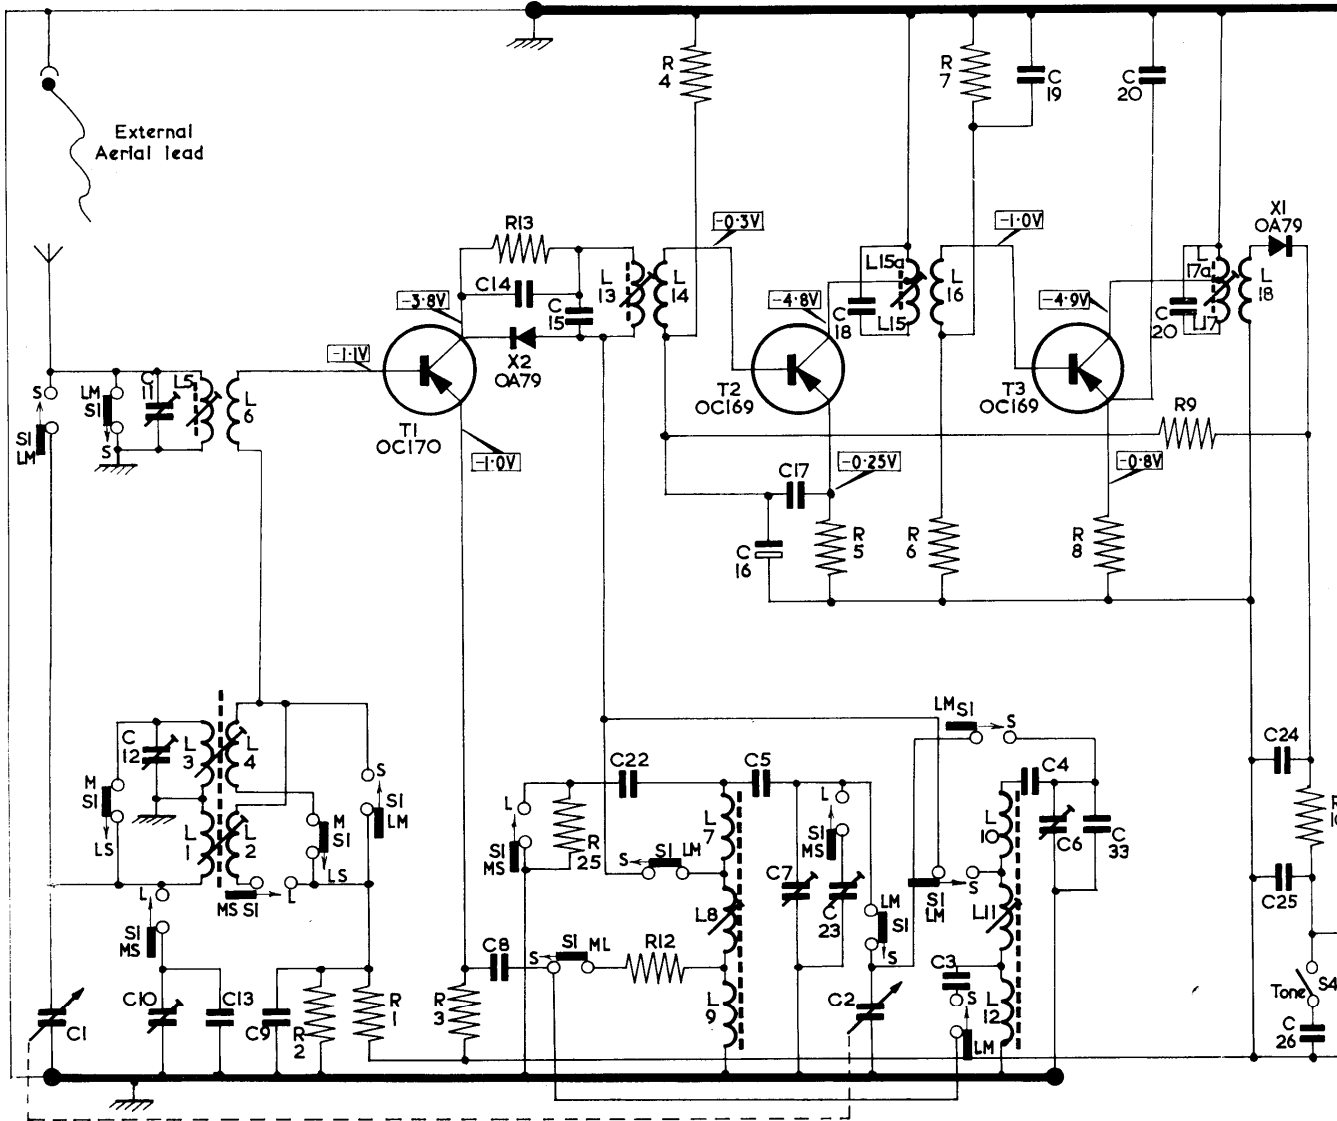 R
4
R
7
C
19
C
20
External
Aerial lead
X1
OA79
R13
-0·3V
-1·0V
L15a
L
17a
C14
L
13
L
14
L
16
L
18
-3·8V
C
15
-4·8V
C
18
L15
-4·9V
C
20
L17
X2
OA79
-1·1V
C
11
L5
L
6
S
LM
S1
S
S1
LM
T1
OC170
T2
OC169
T3
OC169
R9
-1·0V
C17
-0·25V
-0·8V
C
16
R
5
R
6
R
8
LM S1
S
C
12
L
3
L
4
M
S1
LS
L
1
L
2
M
S1
LS
S
S1
LM
MS S1
L
L
S1
MS
C22
C5
C4
C24
L
S1
MS
R
25
L
7
S
S1
LM
L
S1
MS
L
10
C6
C
33
R
10
C7
L8
C
23
LM
S1
S
S
S1
LM
L11
C25
C8
S
S1
ML
R12
C3
S
LM
L
12
C1
C10
C13
C9
R
2
R
1
R
3
L
9
C2
Tone
S4
C
26